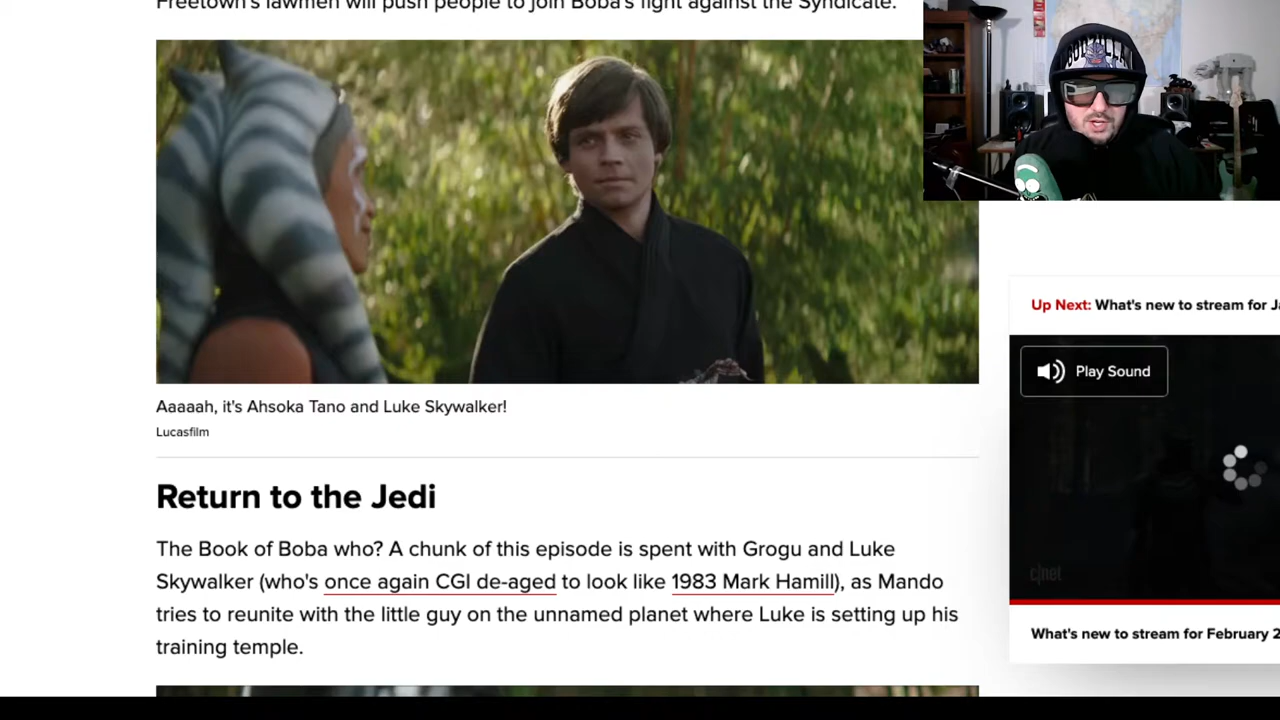 Freetown's lawmen will push people to join Boba's fight against the Syndicate.
Aaaaah, it's Ahsoka Tano and Luke Skywalker!
Lucasfilm
Return to the Jedi
The Book of Boba who? A chunk of this episode is spent with Grogu and Luke
Skywalker (who's once again CGI de-aged to look like 1983 Mark Hamill), as Mando
tries to reunite with the little guy on the unnamed planet where Luke is setting up his
training temple.
Up Next: What's new to stream for Ja
Play Sound
c|net
What's new to stream for February 2